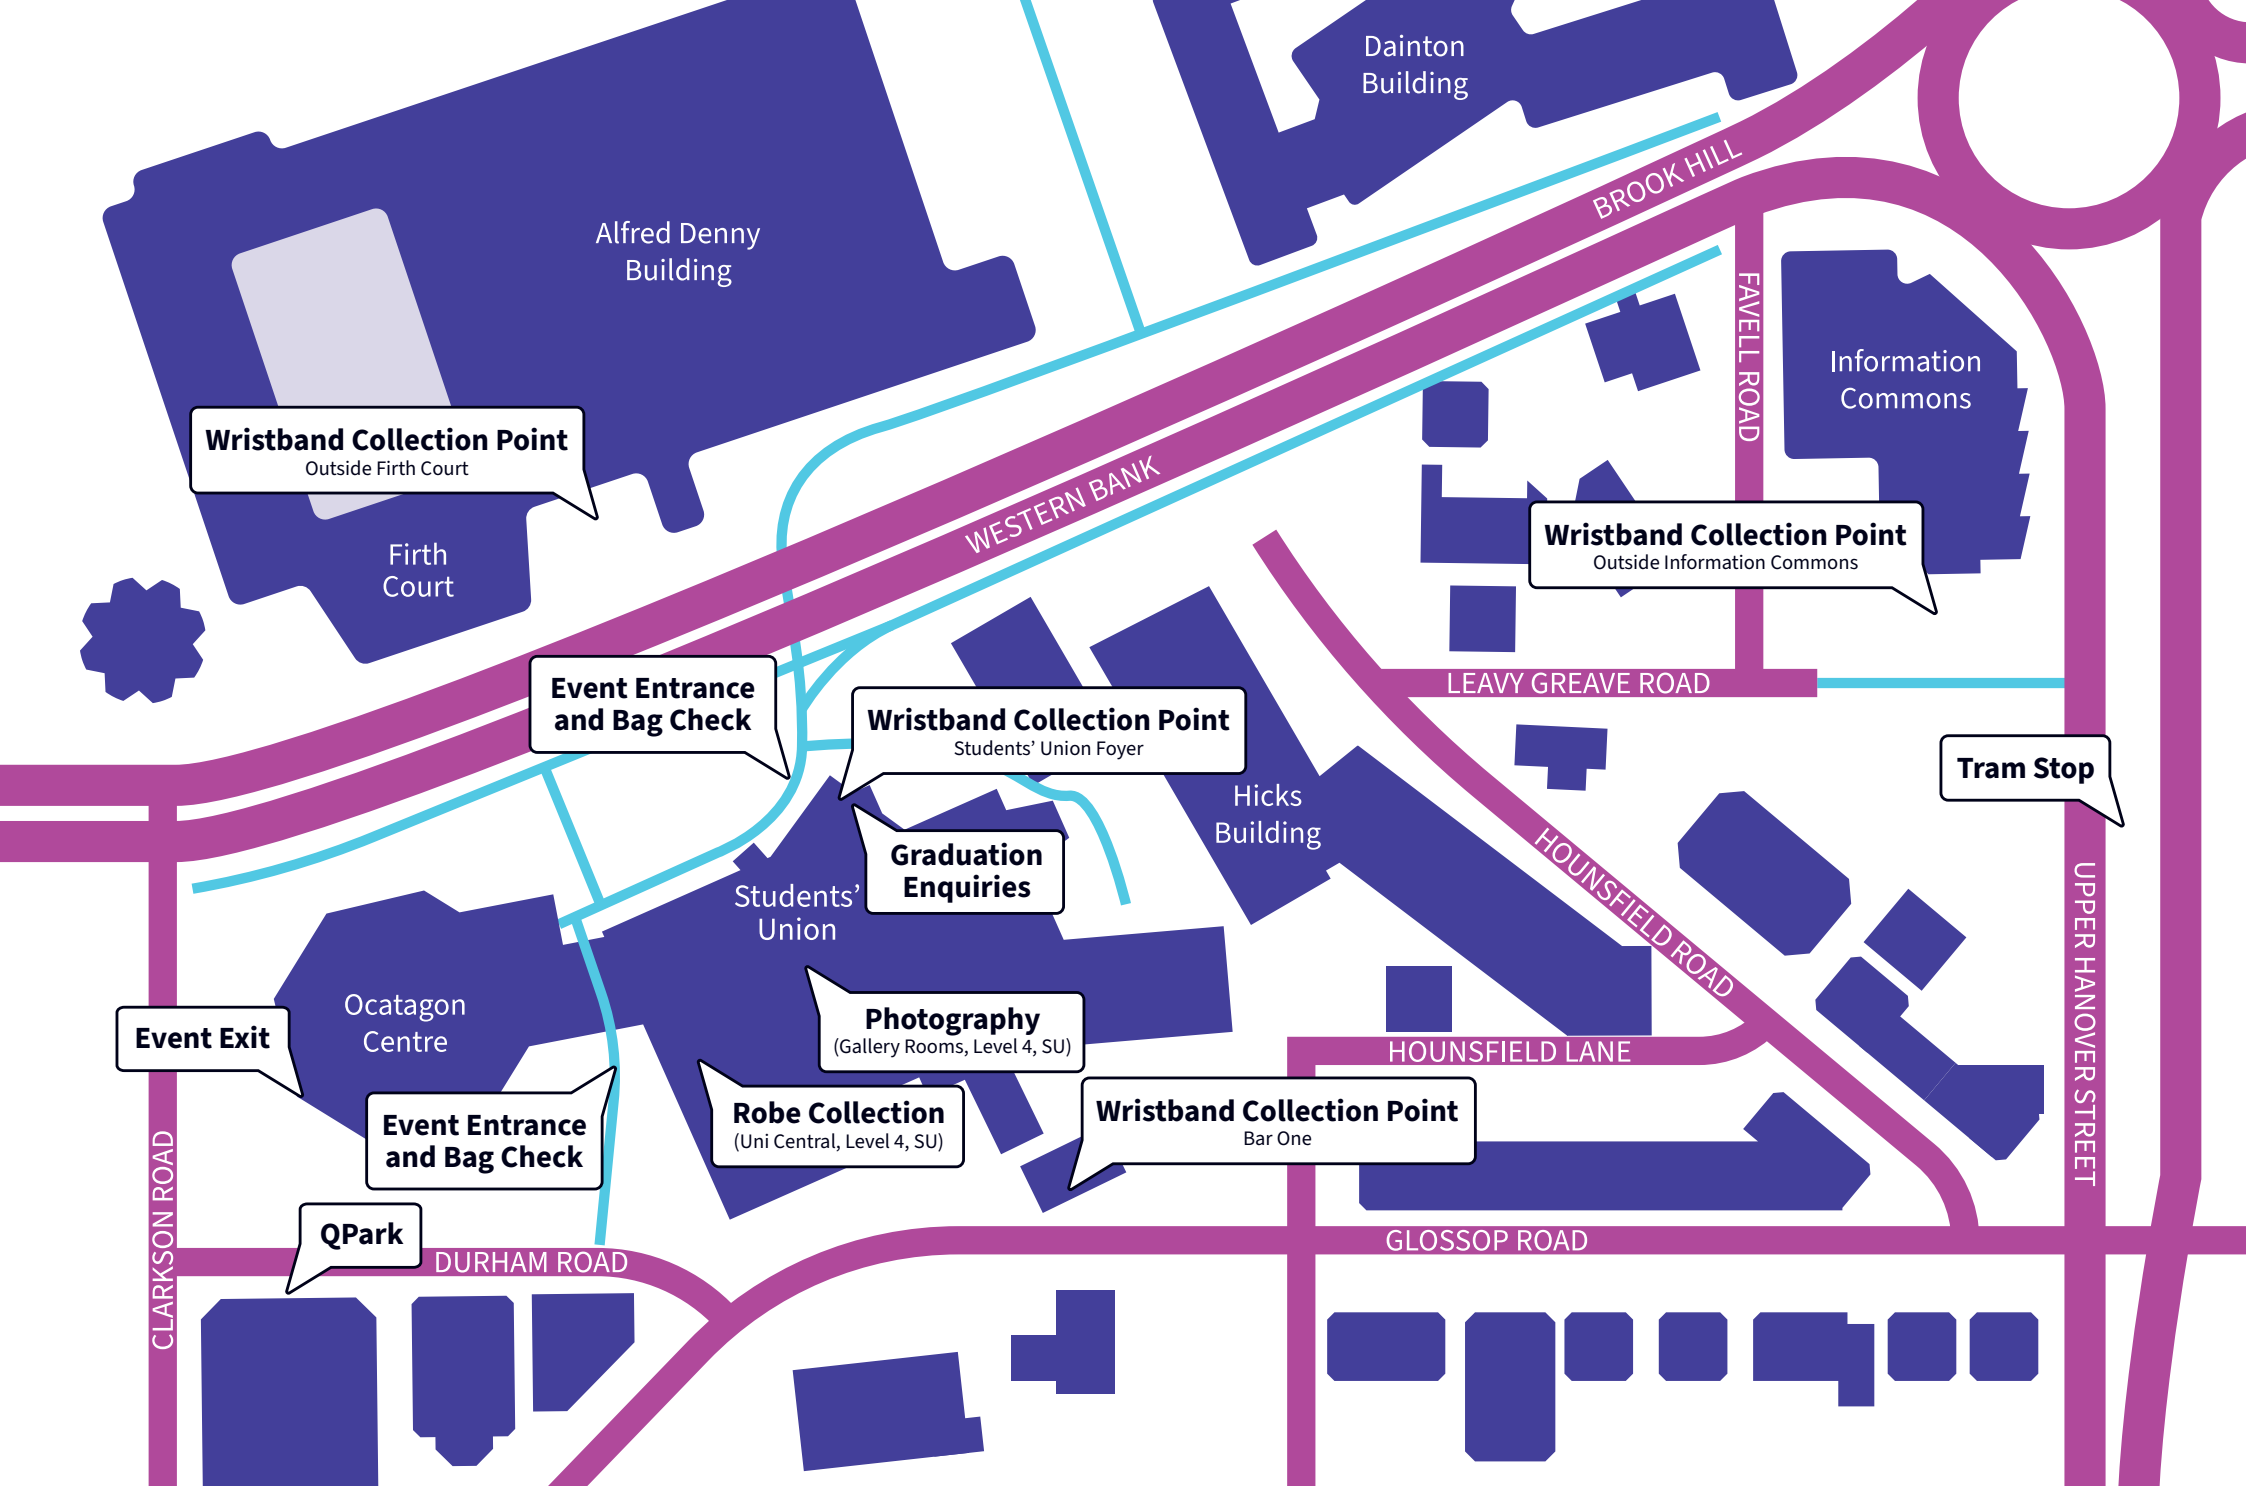 Dainton
Building
BROOK HILL
Alfred Denny
Building
FAVELL ROAD
Information
Commons
Wristband Collection Point
Outside Firth Court
WESTERN BANK
Wristband Collection Point
Outside Information Commons
Firth
Court
Event Entrance
and Bag Check
LEAVY GREAVE ROAD
Wristband Collection Point
Students’ Union Foyer
Tram Stop
Hicks
Building
Graduation
Enquiries
Students’
Union
HOUNSFIELD ROAD
UPPER HANOVER STREET
Ocatagon
Centre
Event Exit
Photography
(Gallery Rooms, Level 4, SU)
HOUNSFIELD LANE
Event Entrance
and Bag Check
Robe Collection
(Uni Central, Level 4, SU)
Wristband Collection Point
Bar One
CLARKSON ROAD
QPark
DURHAM ROAD
GLOSSOP ROAD